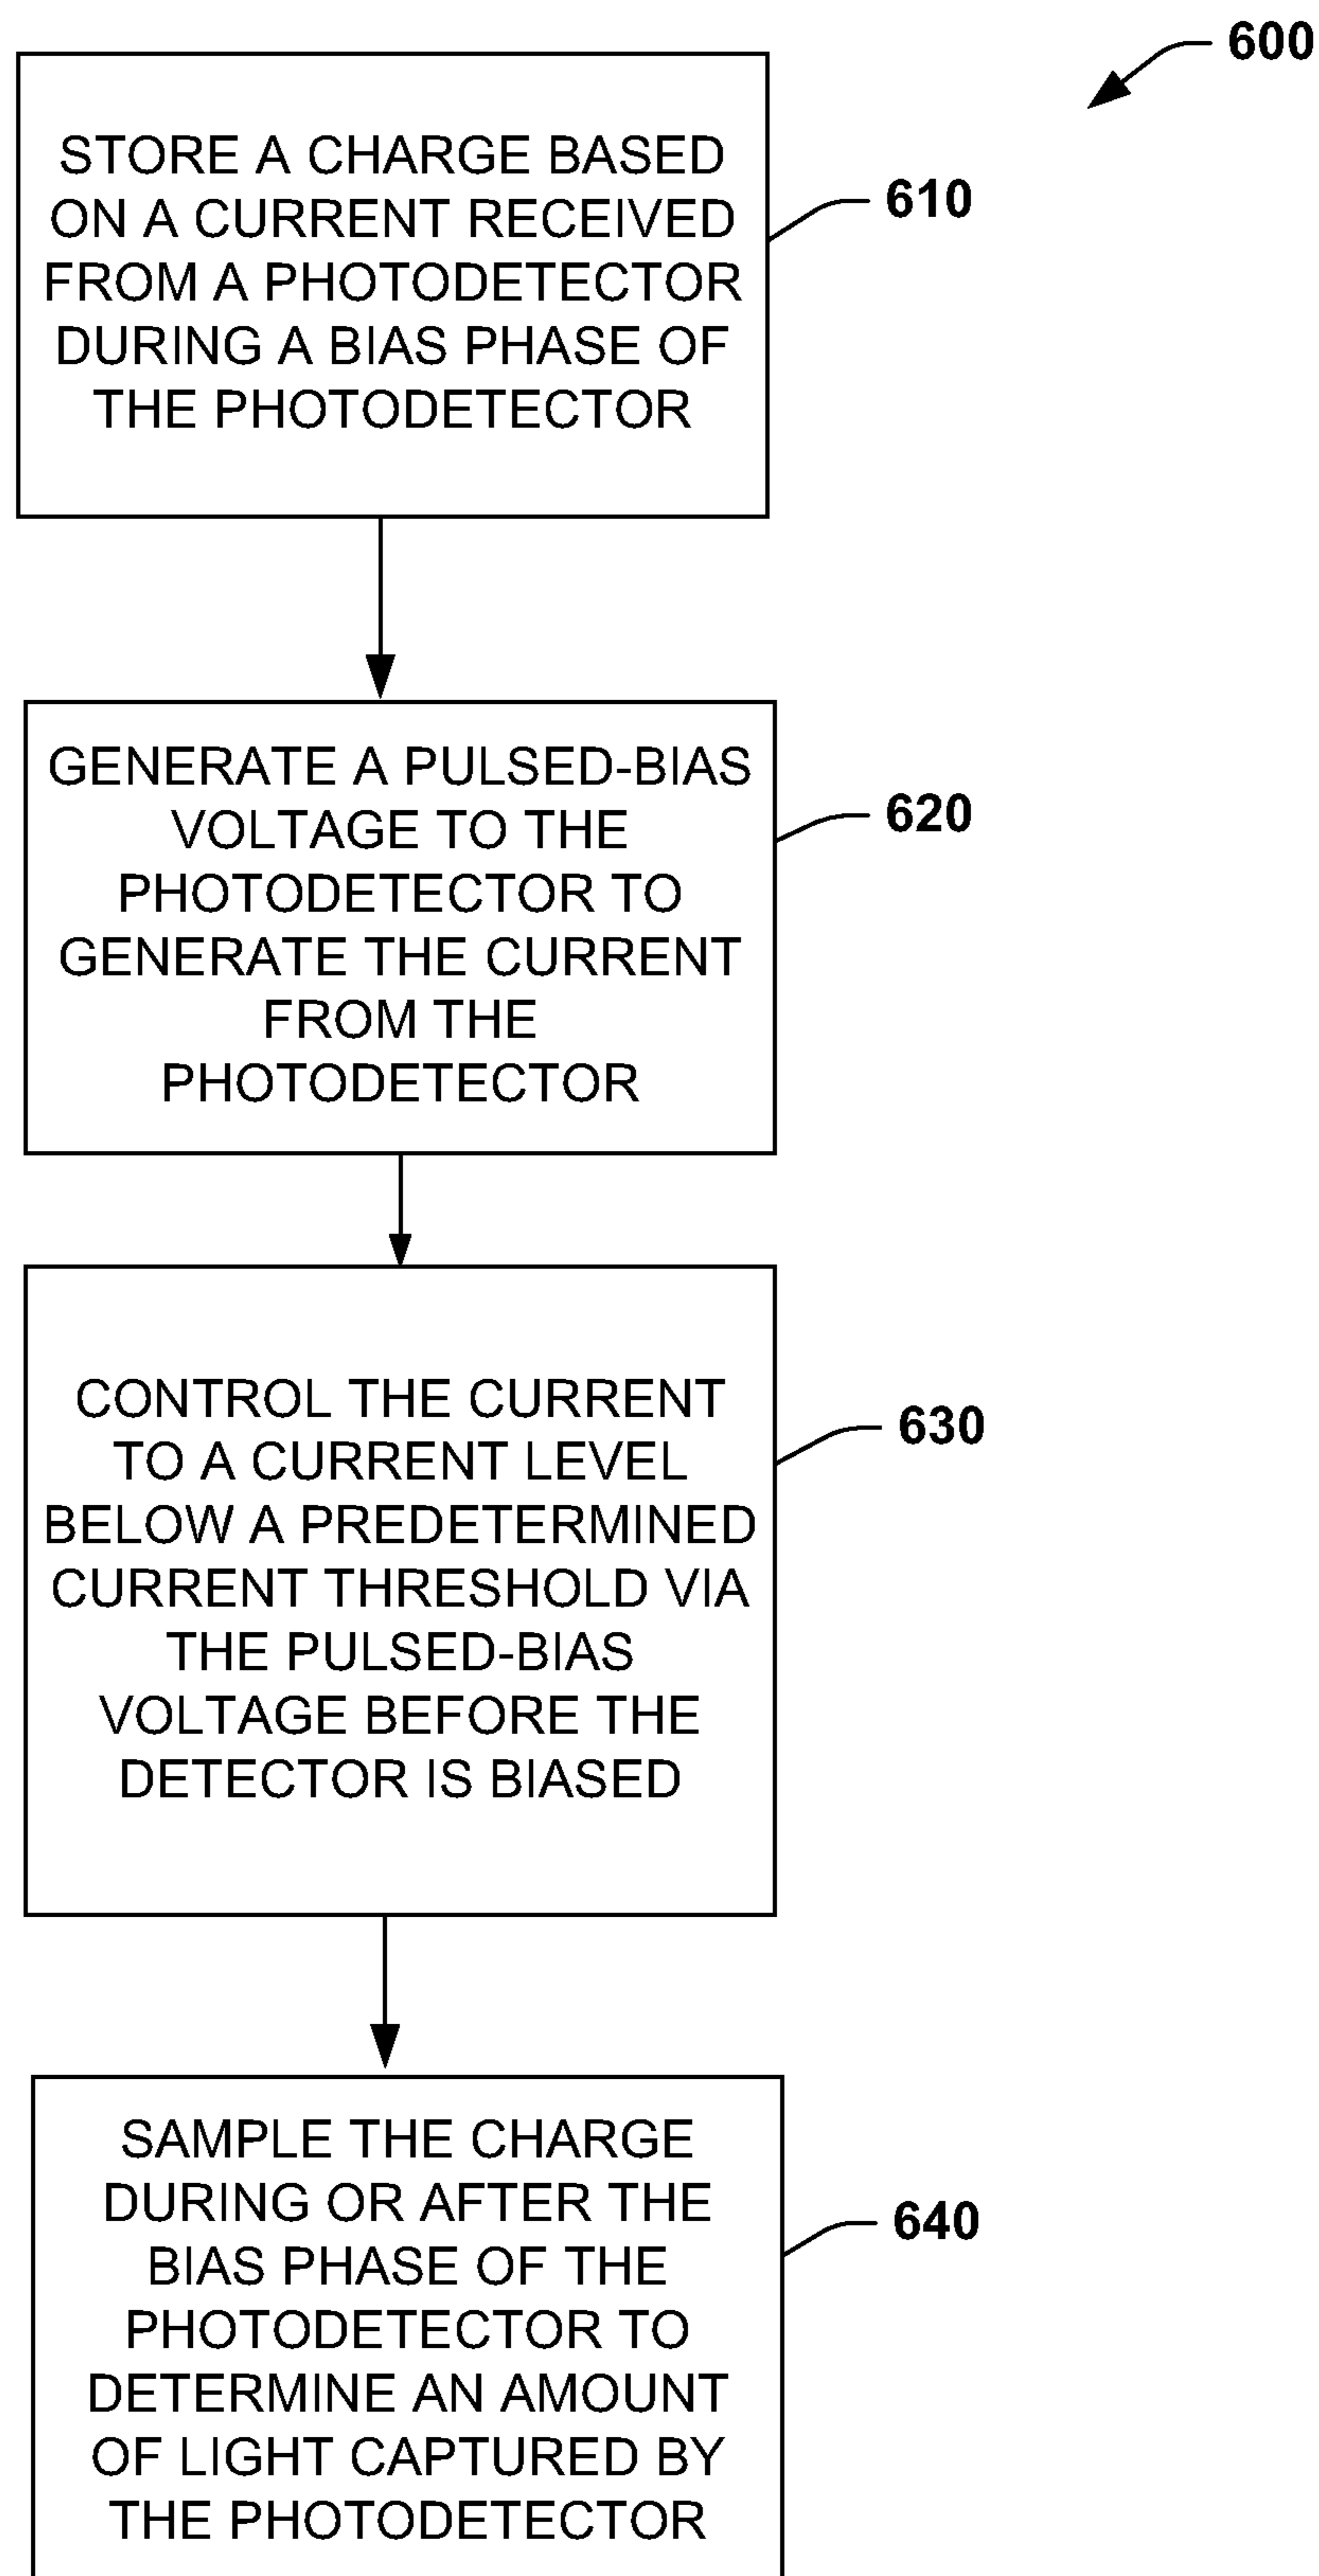 600
STORE A CHARGE BASED
ON A CURRENT RECEIVED
FROM A PHOTODETECTOR
DURING A BIAS PHASE OF
THE PHOTODETECTOR
610
GENERATE A PULSED-BIAS
VOLTAGE TO THE
PHOTODETECTOR TO
GENERATE THE CURRENT
FROM THE
PHOTODETECTOR
620
CONTROL THE CURRENT
TO A CURRENT LEVEL
BELOW A PREDETERMINED
CURRENT THRESHOLD VIA
THE PULSED-BIAS
VOLTAGE BEFORE THE
DETECTOR IS BIASED
630
SAMPLE THE CHARGE
DURING OR AFTER THE
BIAS PHASE OF THE
PHOTODETECTOR TO
DETERMINE AN AMOUNT
OF LIGHT CAPTURED BY
THE PHOTODETECTOR
640